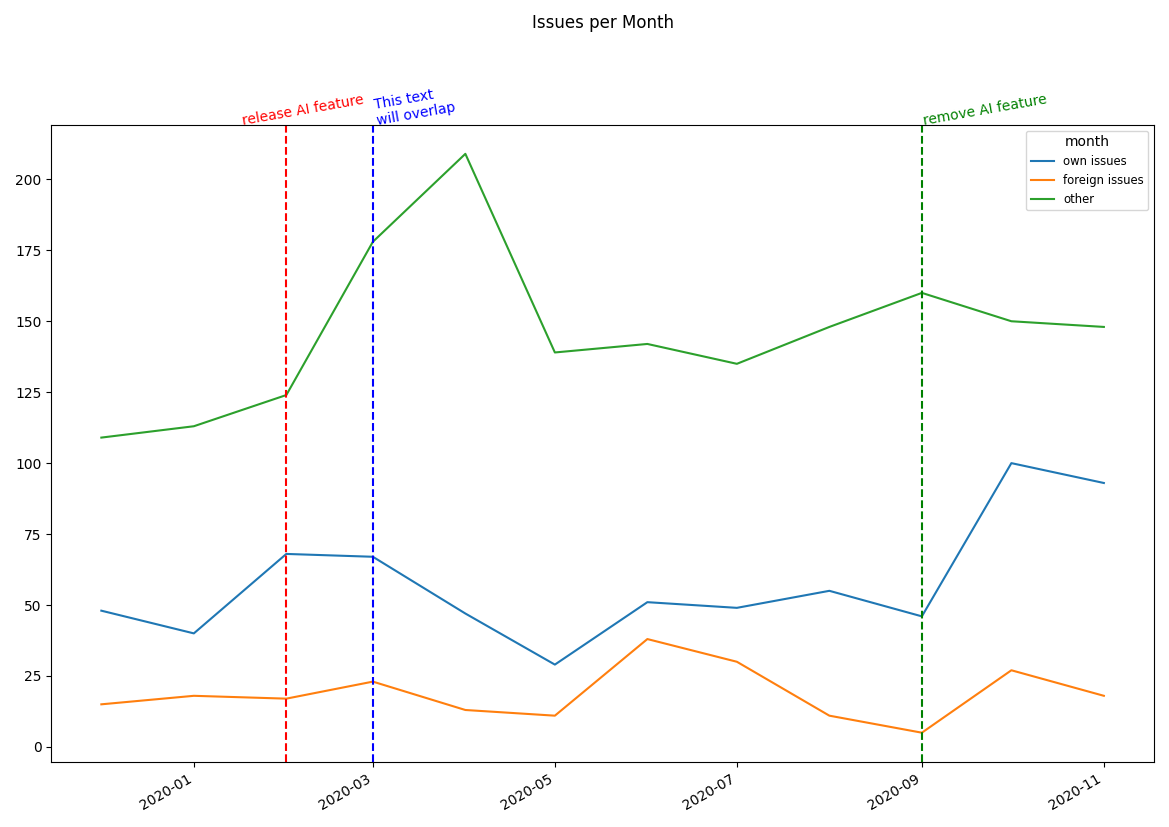 Issues per Month
release AI feature
This text
will overlap
remove AI feature
month
own issues
foreign issues
other
200
175
150
125
100
75
50
25
0
2020-01
2020-03
2020-05
2020-07
2020-09
2020-11